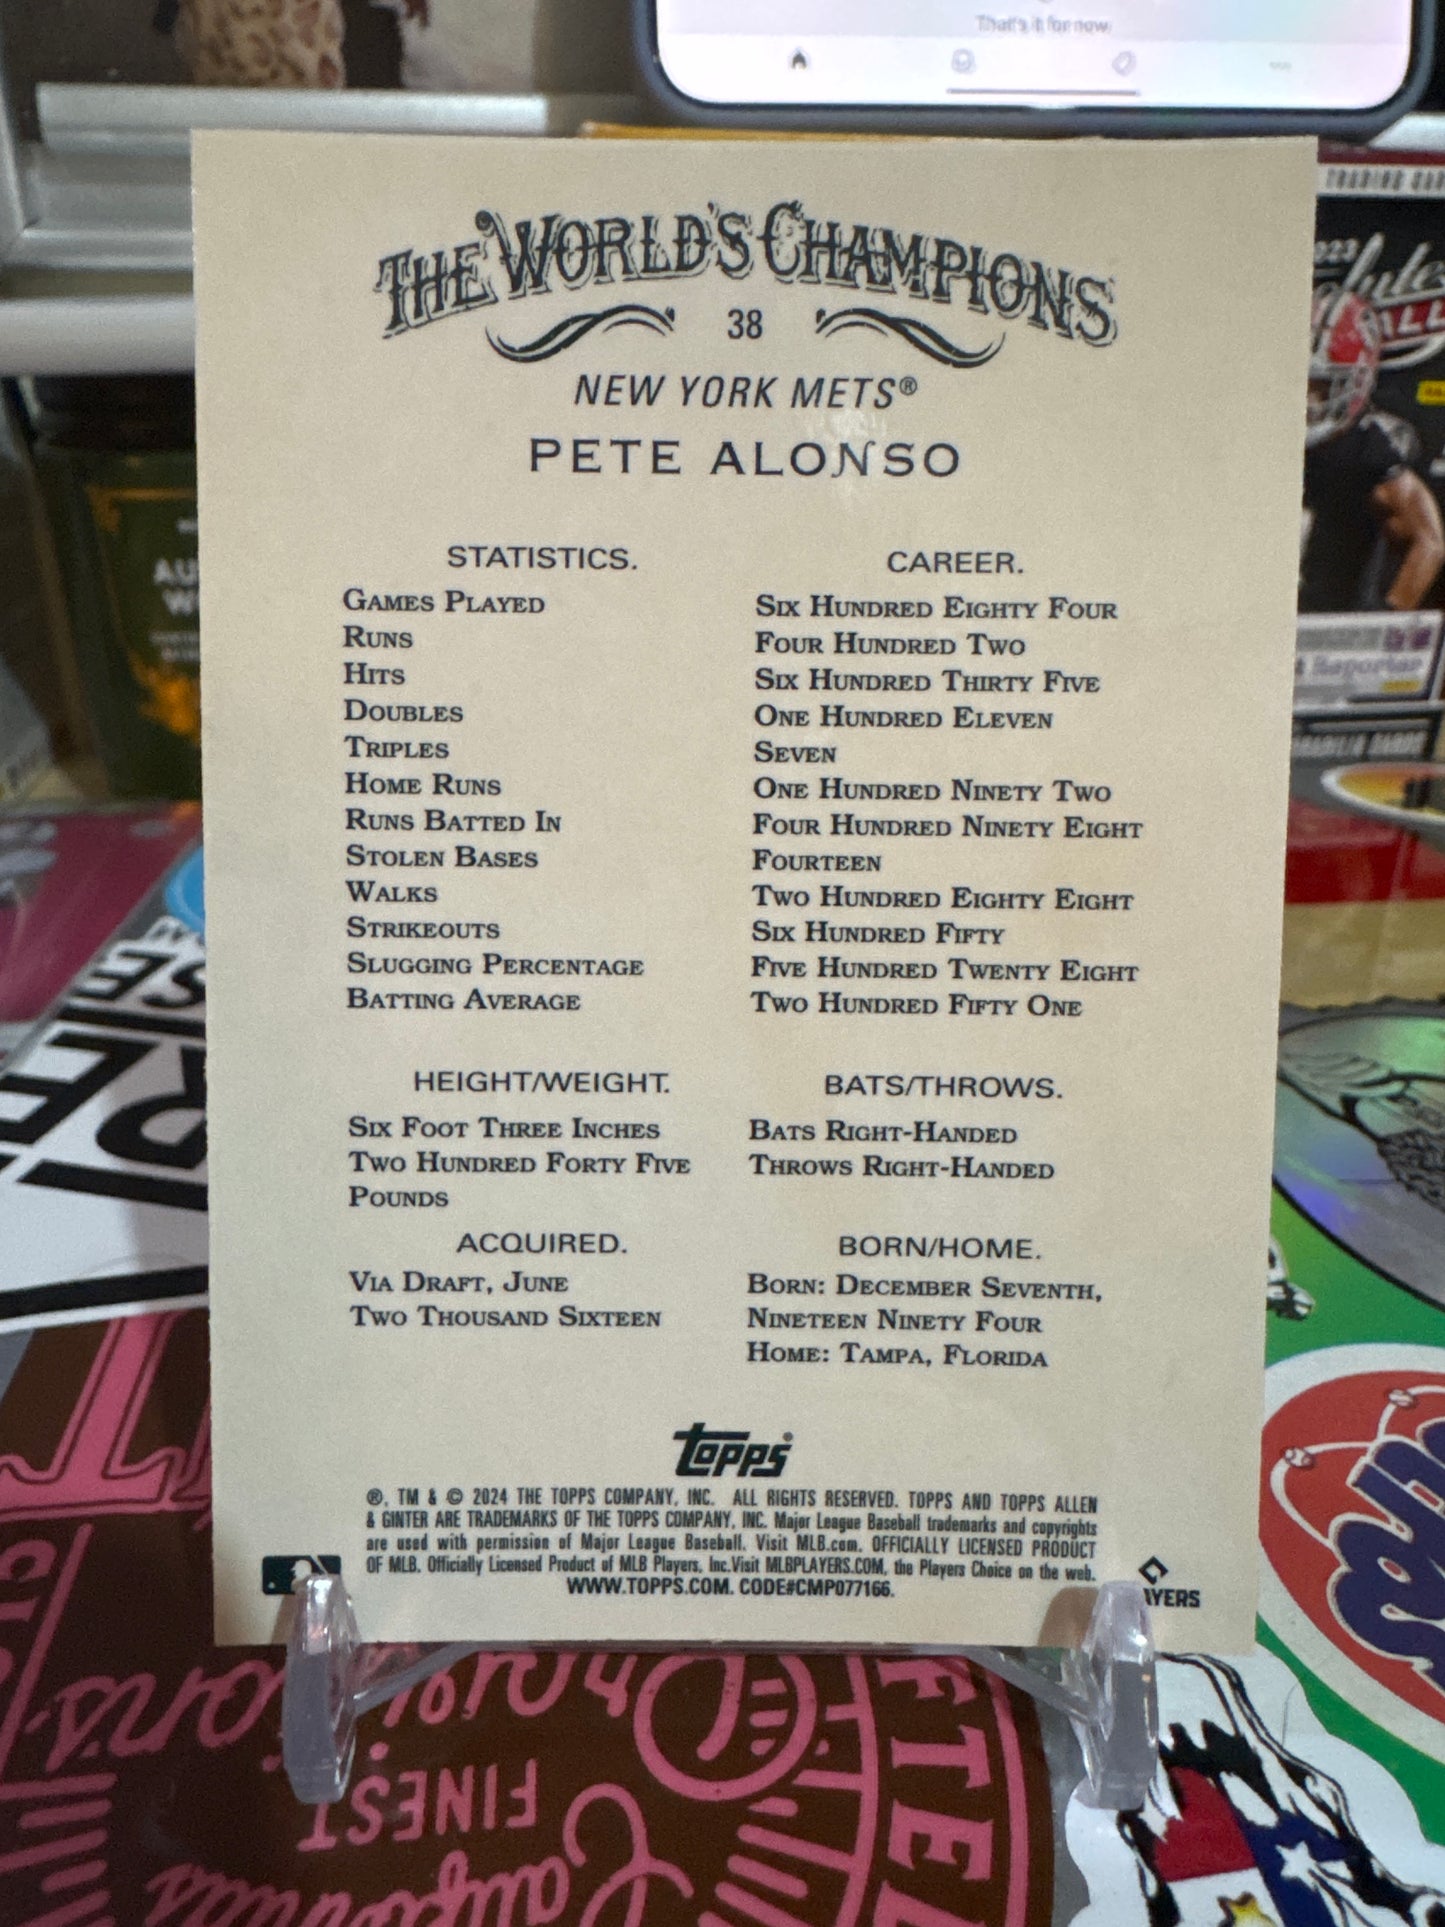 That's it for now
THE WORLD'S CHAMPIONS
38
NEW YORK METS®
PETE ALONSO
STATISTICS. CAREER.
GAMES PLAYED SIX HUNDRED EIGHTY FOUR
RUNS FOUR HUNDRED TWO
HITS SIX HUNDRED THIRTY FIVE
DOUBLES ONE HUNDRED ELEVEN
TRIPLES SEVEN
HOME RUNS ONE HUNDRED NINETY TWO
RUNS BATTED IN FOUR HUNDRED NINETY EIGHT
STOLEN BASES FOURTEEN
WALKS TWO HUNDRED EIGHTY EIGHT
STRIKEOUTS SIX HUNDRED FIFTY
SLUGGING PERCENTAGE FIVE HUNDRED TWENTY EIGHT
BATTING AVERAGE TWO HUNDRED FIFTY ONE
HEIGHT/WEIGHT. BATS/THROWS.
SIX FOOT THREE INCHES BATS RIGHT-HANDED
TWO HUNDRED FORTY FIVE THROWS RIGHT-HANDED
POUNDS
ACQUIRED. BORN/HOME.
VIA DRAFT, JUNE BORN: DECEMBER SEVENTH,
TWO THOUSAND SIXTEEN NINETEEN NINETY FOUR
HOME: TAMPA, FLORIDA
topps®
®, TM & © 2024 THE TOPPS COMPANY, INC. ALL RIGHTS RESERVED. TOPPS AND TOPPS ALLEN
& GINTER ARE TRADEMARKS OF THE TOPPS COMPANY, INC. Major League Baseball trademarks and copyrights
are used with permission of Major League Baseball. Visit MLB.com. OFFICIALLY LICENSED PRODUCT
OF MLB. Officially Licensed Product of MLB Players, Inc.Visit MLBPLAYERS.COM, the Players Choice on the web.
WWW.TOPPS.COM. CODE#CMP077166.
YERS
TRADING
Reporter
FINEST